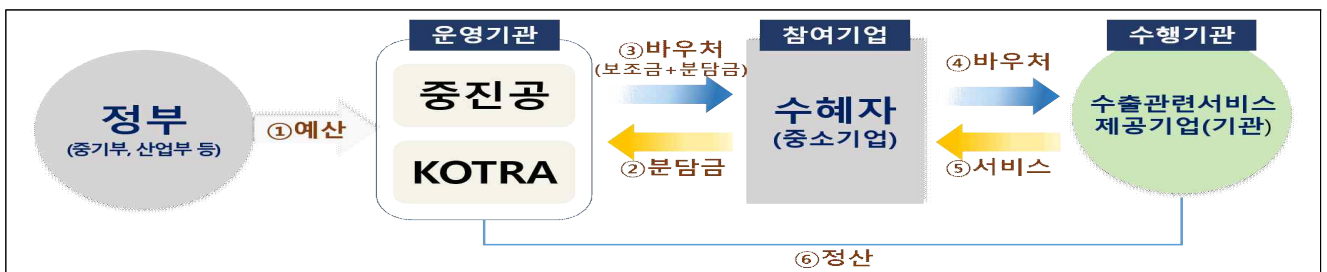 운영기관
③바우처
(보조금+분담금)
참여기업
④바우처
수행기관
정부
(중기부, 산업부 등)
①예산
중진공
KOTRA
②분담금
수혜자
(중소기업)
⑤서비스
수출관련서비스
제공기업(기관)
⑥정산